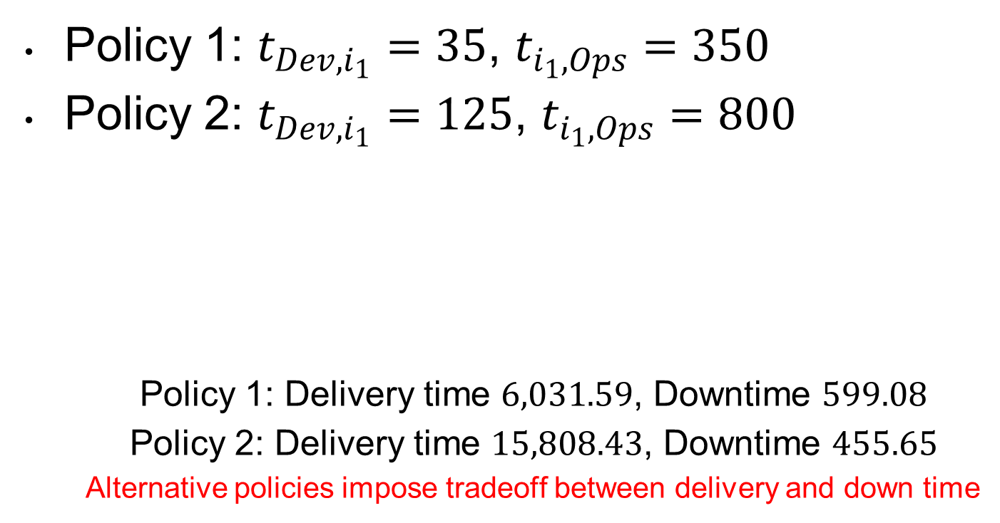 • Policy 1: $t_{Dev,i_1} = 35$, $t_{i_1,Ops} = 350$
• Policy 2: $t_{Dev,i_1} = 125$, $t_{i_1,Ops} = 800$
Policy 1: Delivery time 6,031.59, Downtime 599.08
Policy 2: Delivery time 15,808.43, Downtime 455.65
Alternative policies impose tradeoff between delivery and down time